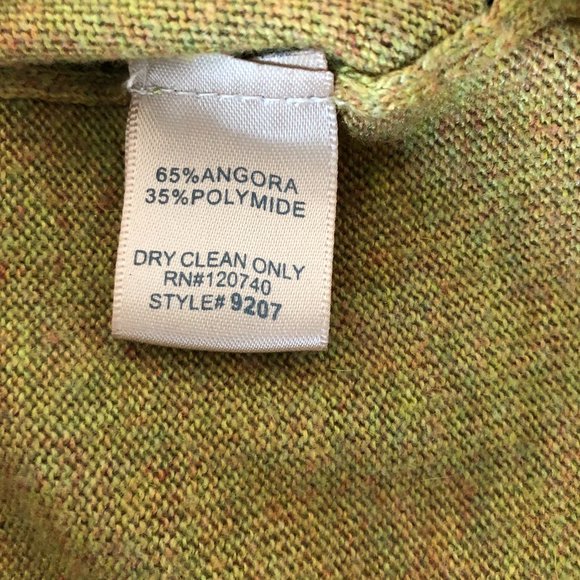 65%ANGORA
35%POLYMIDE
DRY CLEAN ONLY
RN#120740
STYLE#9207